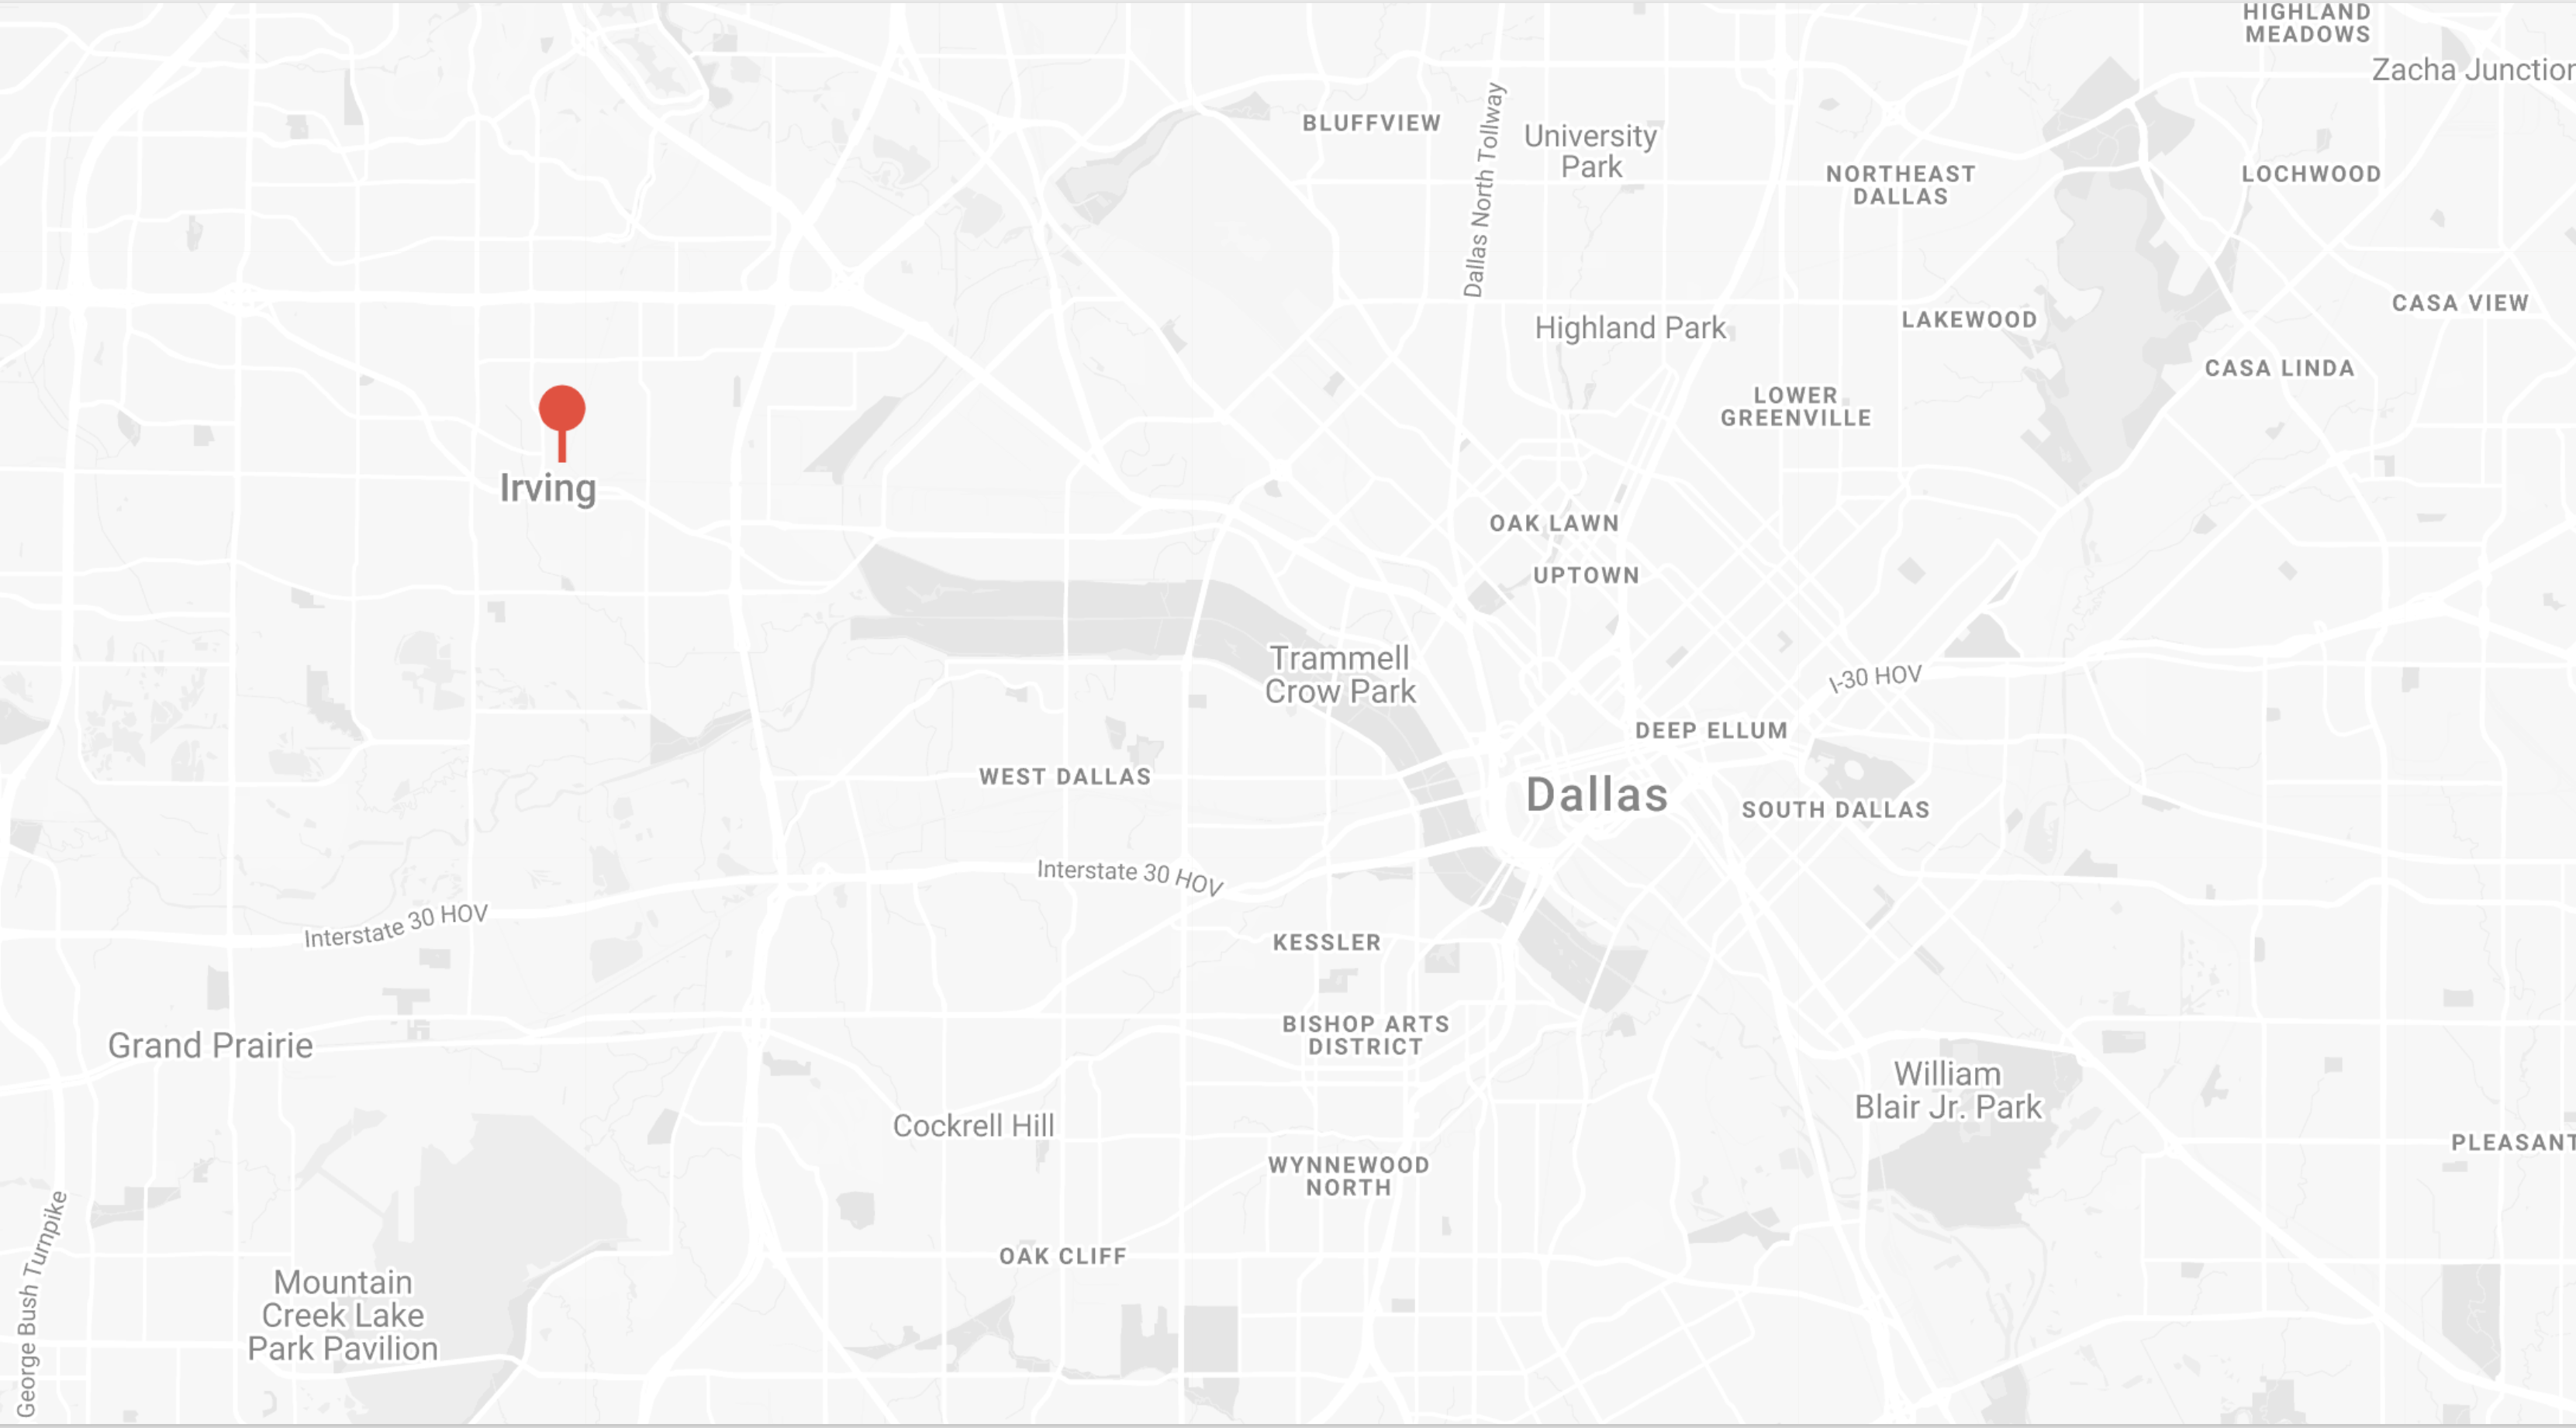 HIGHLAND
MEADOWS
Zacha Junction
BLUFFVIEW
Dallas North Tollway
University
Park
NORTHEAST
DALLAS
LOCHWOOD
CASA VIEW
Highland Park
LAKEWOOD
CASA LINDA
LOWER
GREENVILLE
Irving
OAK LAWN
UPTOWN
Trammell
Crow Park
I-30 HOV
DEEP ELLUM
WEST DALLAS
Dallas
SOUTH DALLAS
Interstate 30 HOV
Interstate 30 HOV
KESSLER
BISHOP ARTS
DISTRICT
Grand Prairie
William
Blair Jr. Park
Cockrell Hill
PLEASANT
WYNNEWOOD
NORTH
George Bush Turnpike
OAK CLIFF
Mountain
Creek Lake
Park Pavilion